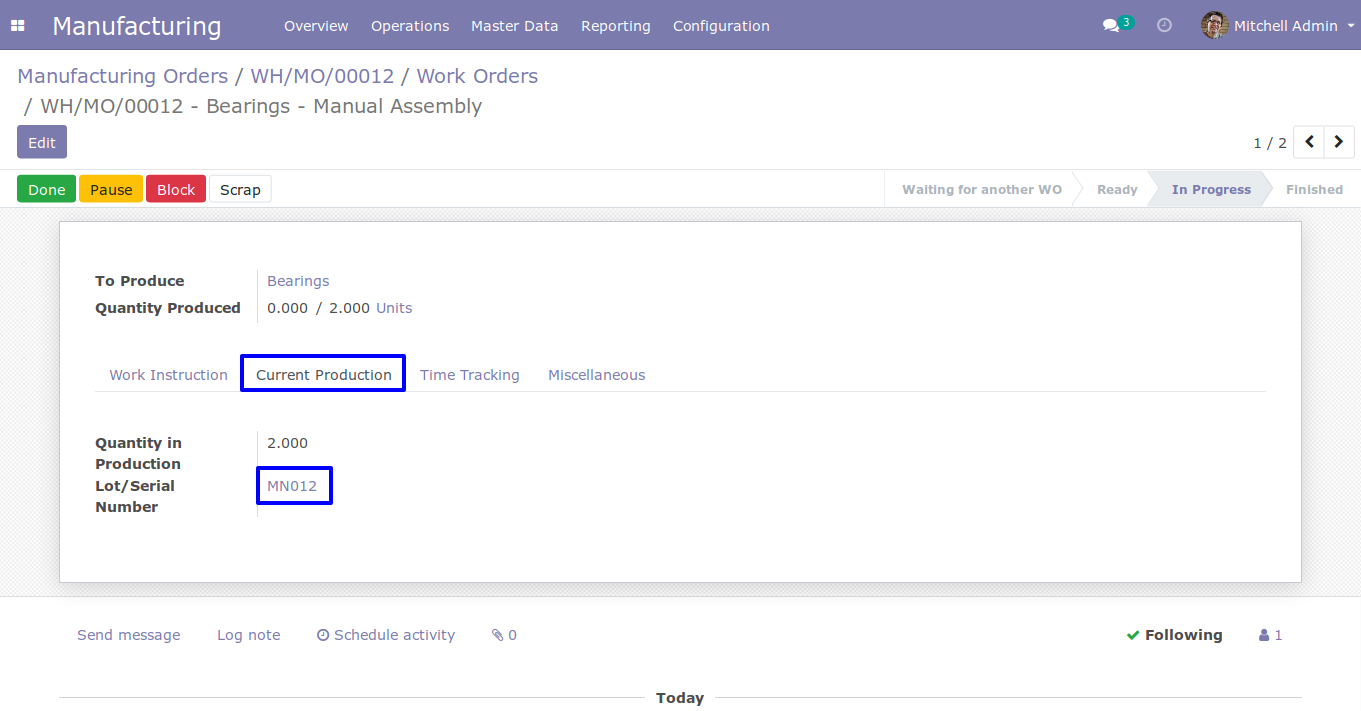 Manufacturing Overview Operations Master Data Reporting Configuration 3 Mitchell Admin
Manufacturing Orders / WH/MO/00012 / Work Orders
/ WH/MO/00012 - Bearings - Manual Assembly
Edit 1 / 2
Done Pause Block Scrap Waiting for another WO Ready In Progress Finished
To Produce Bearings
Quantity Produced 0.000 / 2.000 Units
Work Instruction Current Production Time Tracking Miscellaneous
Quantity in 2.000
Production
Lot/Serial MN012
Number
Send message Log note Schedule activity 0 Following 1
Today